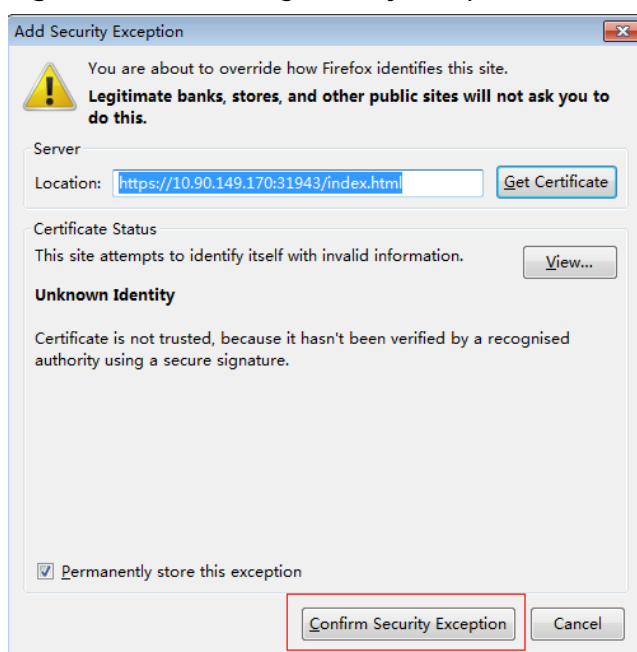 Add Security Exception
You are about to override how Firefox identifies this site.
Legitimate banks, stores, and other public sites will not ask you to
do this.
Server
Location: https://10.90.149.170:31943/index.html Get Certificate
Certificate Status
This site attempts to identify itself with invalid information. View...
Unknown Identity
Certificate is not trusted, because it hasn't been verified by a recognised
authority using a secure signature.
Permanently store this exception
Confirm Security Exception Cancel